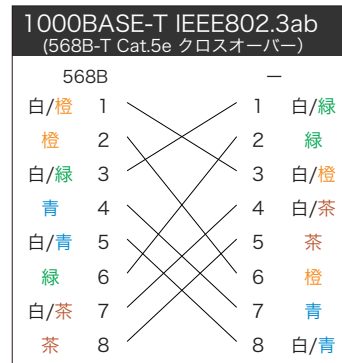 1000BASE-T IEEE802.3ab
(568B-T Cat.5e クロスオーバー)
568B －
白/橙 1 1 白/緑
橙 2 2 緑
白/緑 3 3 白/橙
青 4 4 白/茶
白/青 5 5 茶
緑 6 6 橙
白/茶 7 7 青
茶 8 8 白/青